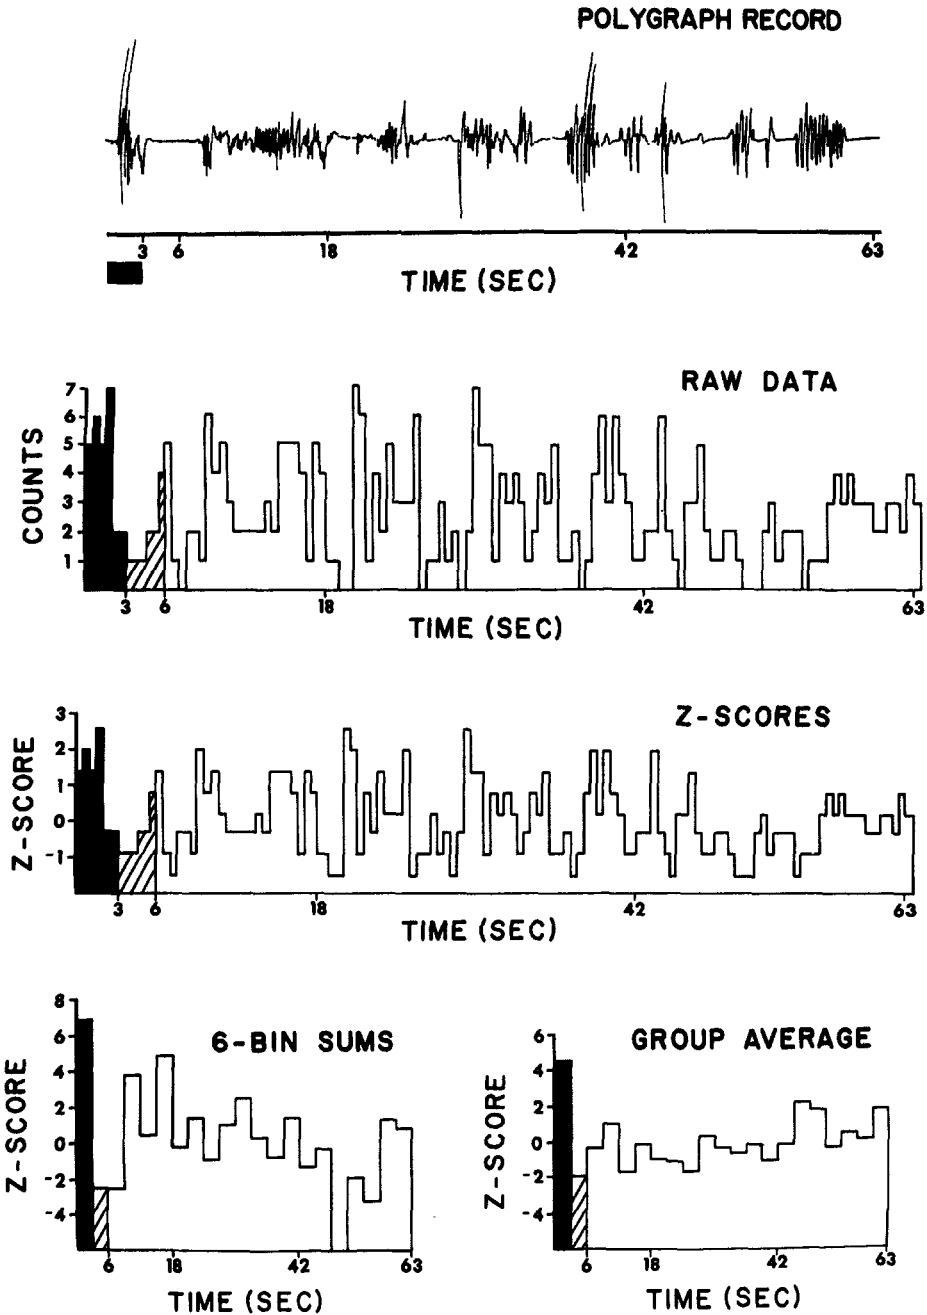 POLYGRAPH RECORD
3 6 18 42 63
TIME (SEC)
RAW DATA
COUNTS
7
6
5
4
3
2
1
3 6 18 42 63
TIME (SEC)
Z-SCORES
Z-SCORE
3
2
1
0
-1
3 6 18 42 63
TIME (SEC)
6-BIN SUMS
Z-SCORE
8
6
4
2
0
-2
-4
6 18 42 63
TIME (SEC)
GROUP AVERAGE
Z-SCORE
6
4
2
0
-2
-4
6 18 42 63
TIME (SEC)